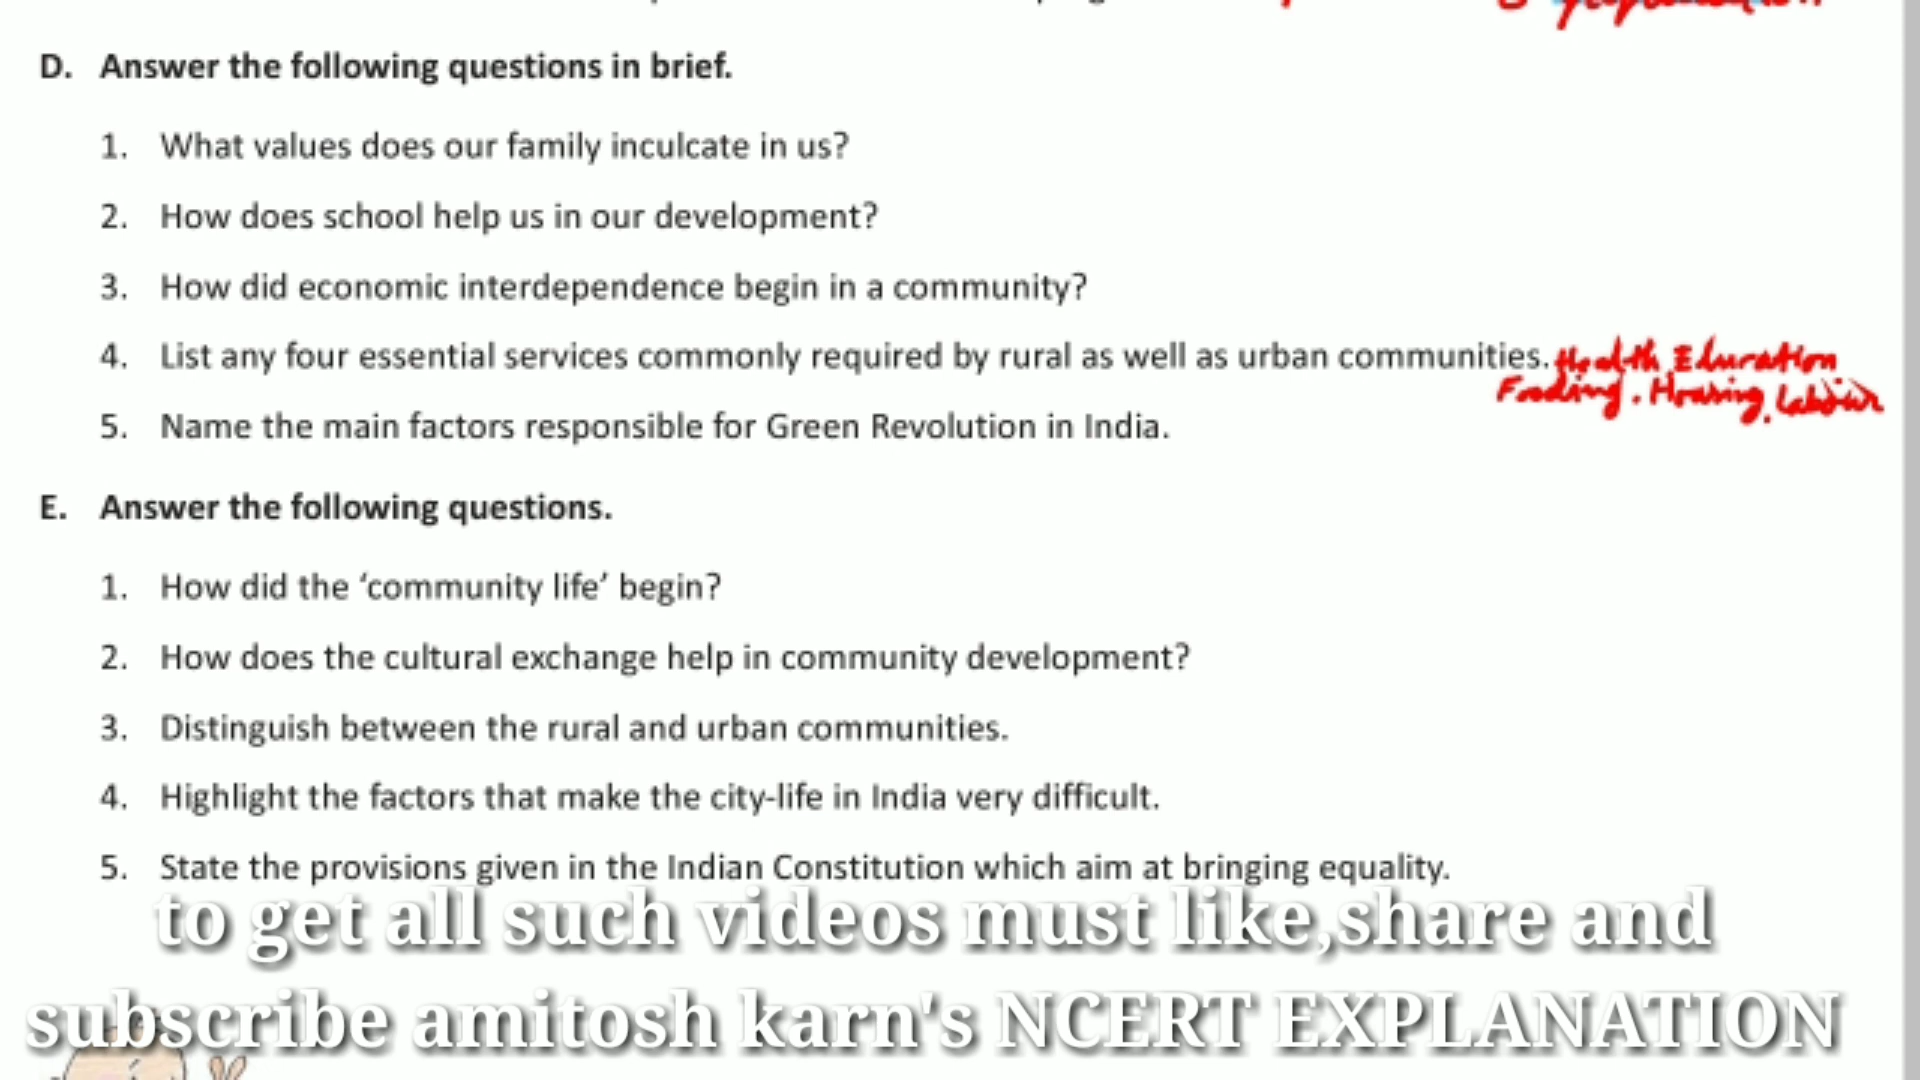 D. Answer the following questions in brief.
1. What values does our family inculcate in us?
2. How does school help us in our development?
3. How did economic interdependence begin in a community?
4. List any four essential services commonly required by rural as well as urban communities. Health Education
Fooding. Housing, Labour
5. Name the main factors responsible for Green Revolution in India.
E. Answer the following questions.
1. How did the ‘community life’ begin?
2. How does the cultural exchange help in community development?
3. Distinguish between the rural and urban communities.
4. Highlight the factors that make the city-life in India very difficult.
5. State the provisions given in the Indian Constitution which aim at bringing equality.
to get all such videos must like,share and
subscribe amitosh karn's NCERT EXPLANATION